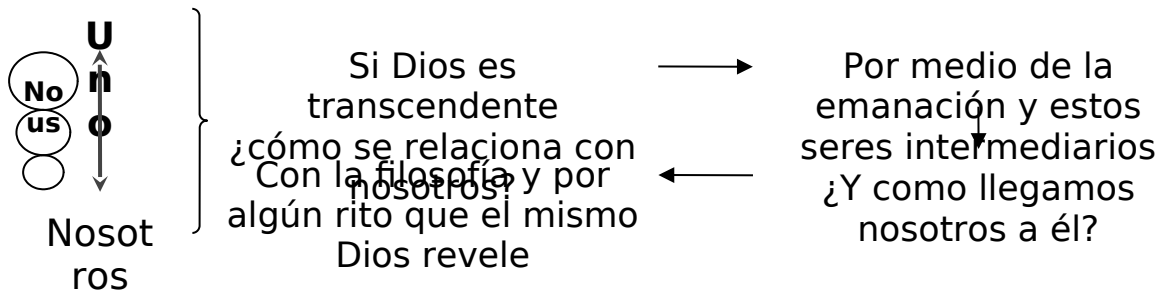 U
n
o
No
us
Nosot
ros
Si Dios es
transcendente
¿cómo se relaciona con
nosotros?
Por medio de la
emanación y estos
seres intermediarios
¿Y como llegamos
nosotros a él?
Con la filosofía y por
algún rito que el mismo
Dios revele